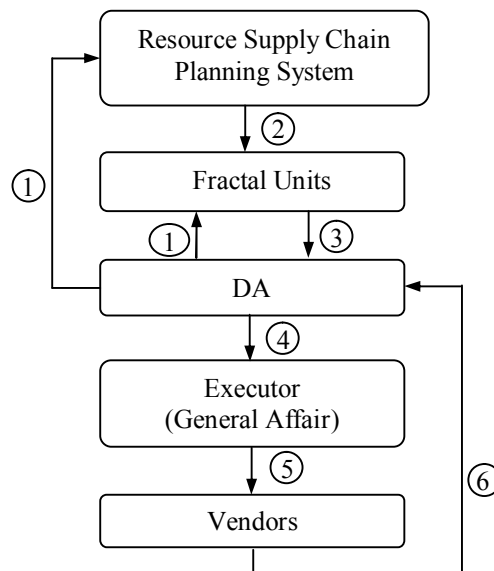 Resource Supply Chain
Planning System
②
①
Fractal Units
①
③
DA
④
Executor
(General Affair)
⑤
⑥
Vendors